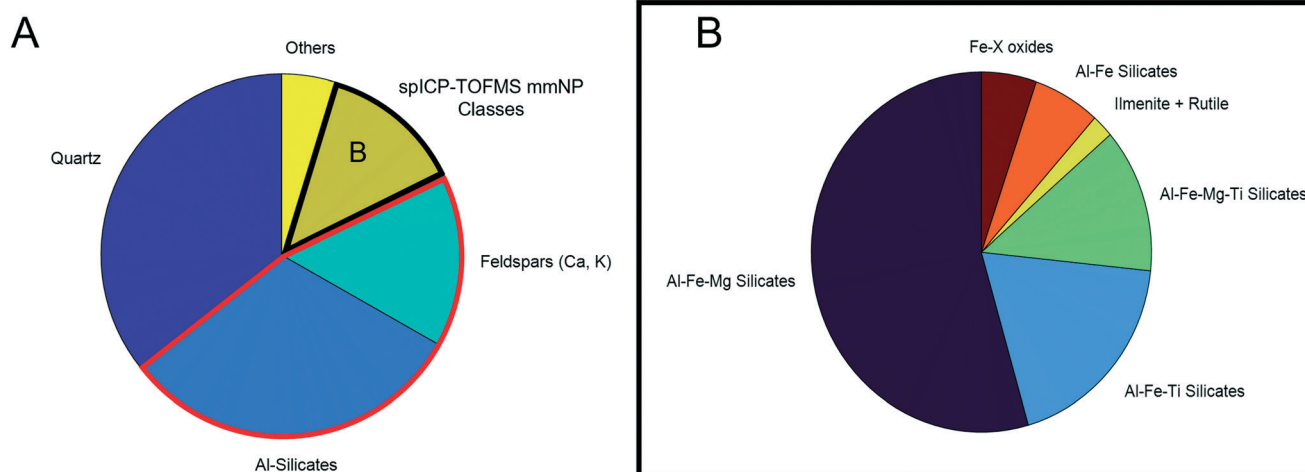 A
Others
spICP-TOFMS mmNP
Classes
B
Quartz
Feldspars (Ca, K)
Al-Silicates
B
Fe-X oxides
Al-Fe Silicates
Ilmenite + Rutile
Al-Fe-Mg-Ti Silicates
Al-Fe-Mg Silicates
Al-Fe-Ti Silicates